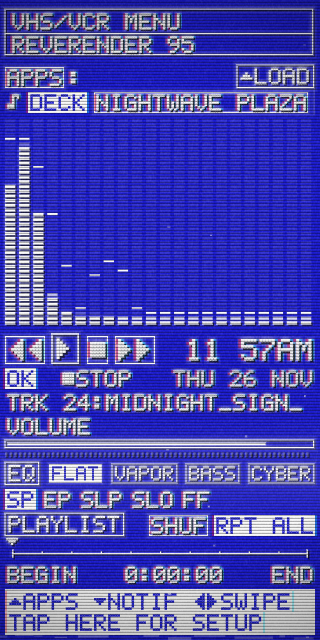 VHS/VCR MENU
REVERENDER 95
APPS: LOAD
DECK NIGHTWAVE PLAZA
11 57AM
OK STOP THU 26 NOV
TRK 24:MIDNIGHT_SIGN_
VOLUME
EQ FLAT VAPOR BASS CYBER
SP EP SLP SLO FF
PLAYLIST SHUF RPT ALL
BEGIN 0:00:00 END
APPS NOTIF SWIPE
TAP HERE FOR SETUP